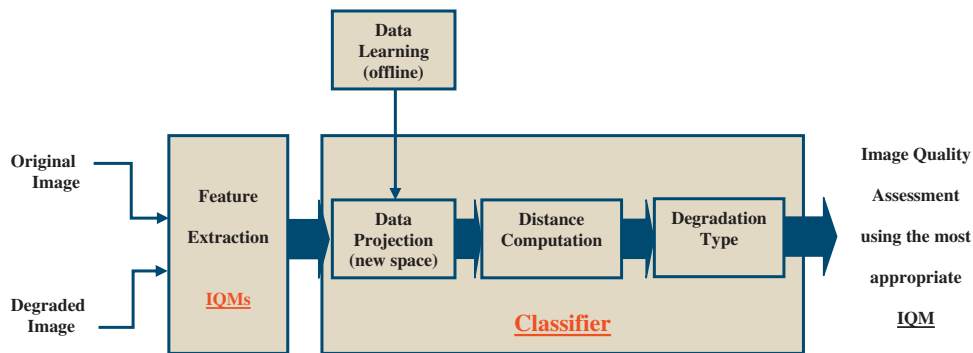 Data
Learning
(offline)
Original
Image
Degraded
Image
Feature
Extraction
IQMs
Data
Projection
(new space)
Distance
Computation
Degradation
Type
Classifier
Image Quality
Assessment
using the most
appropriate
IQM